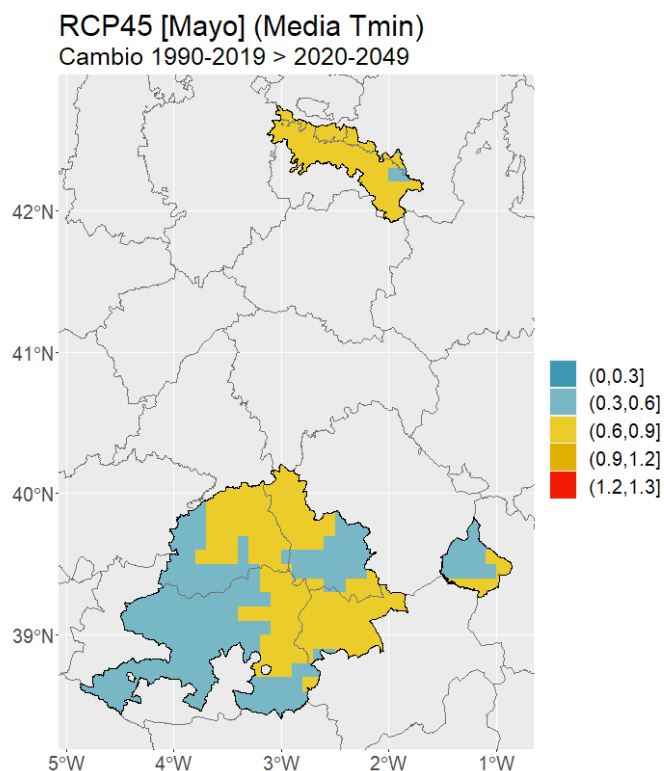 RCP45 [Mayo] (Media Tmin)
Cambio 1990-2019 > 2020-2049
42°N
41°N
40°N
39°N
5°W
4°W
3°W
2°W
1°W
(0,0.3]
(0.3,0.6]
(0.6,0.9]
(0.9,1.2]
(1.2,1.3]